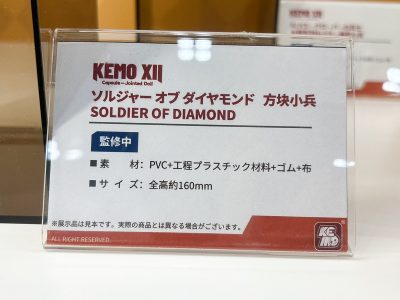 KEMO XII
Capsule—Jointed Doll
ソルジャー オブ ダイヤモンド 方块小兵
SOLDIER OF DIAMOND
監修中
■素　材：PVC+工程プラスチック材料+ゴム+布
■サイズ：全高約160mm
※展示品は見本です。実際の商品とは異なる場合がございます。
ALL RIGHT RESERVED.
KEMO